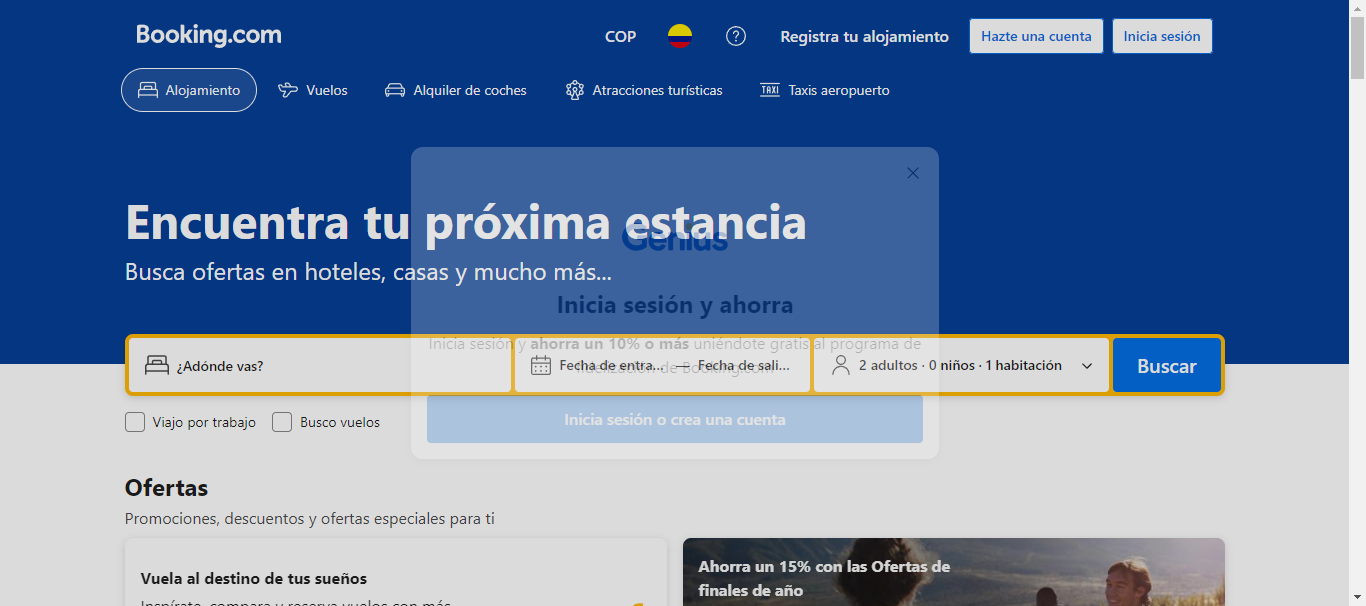 Booking.com
COP
Registra tu alojamiento
Hazte una cuenta
Inicia sesión
Alojamiento
Vuelos
Alquiler de coches
Atracciones turísticas
TAXI Taxis aeropuerto
Encuentra tu próxima estancia
Busca ofertas en hoteles, casas y mucho más...
Genius
Inicia sesión y ahorra
Inicia sesión y ahorra un 10% o más uniéndote gratis al programa de
fidelización de Booking.com
Inicia sesión o crea una cuenta
¿Adónde vas?
Fecha de entra... — Fecha de sali...
2 adultos · 0 niños · 1 habitación
Buscar
Viajo por trabajo
Busco vuelos
Ofertas
Promociones, descuentos y ofertas especiales para ti
Vuela al destino de tus sueños
Inspírate, compara y reserva vuelos con más
Ahorra un 15% con las Ofertas de
finales de año